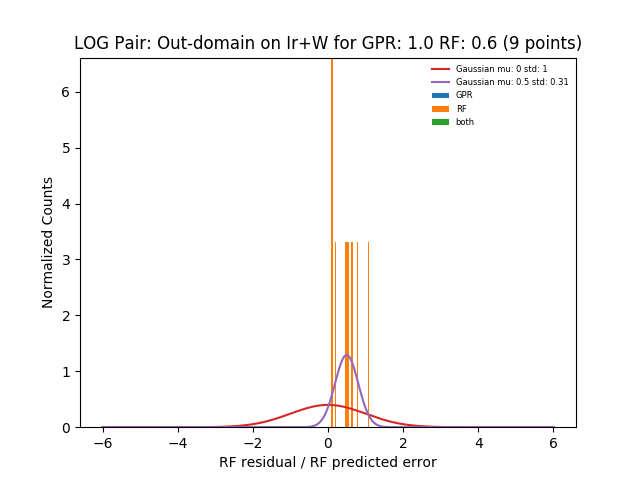 LOG Pair: Out-domain on Ir+W for GPR: 1.0 RF: 0.6 (9 points)
Gaussian mu: 0 std: 1
Gaussian mu: 0.5 std: 0.31
GPR
RF
both
Normalized Counts
6
5
4
3
2
1
0
−6 −4 −2 0 2 4 6
RF residual / RF predicted error